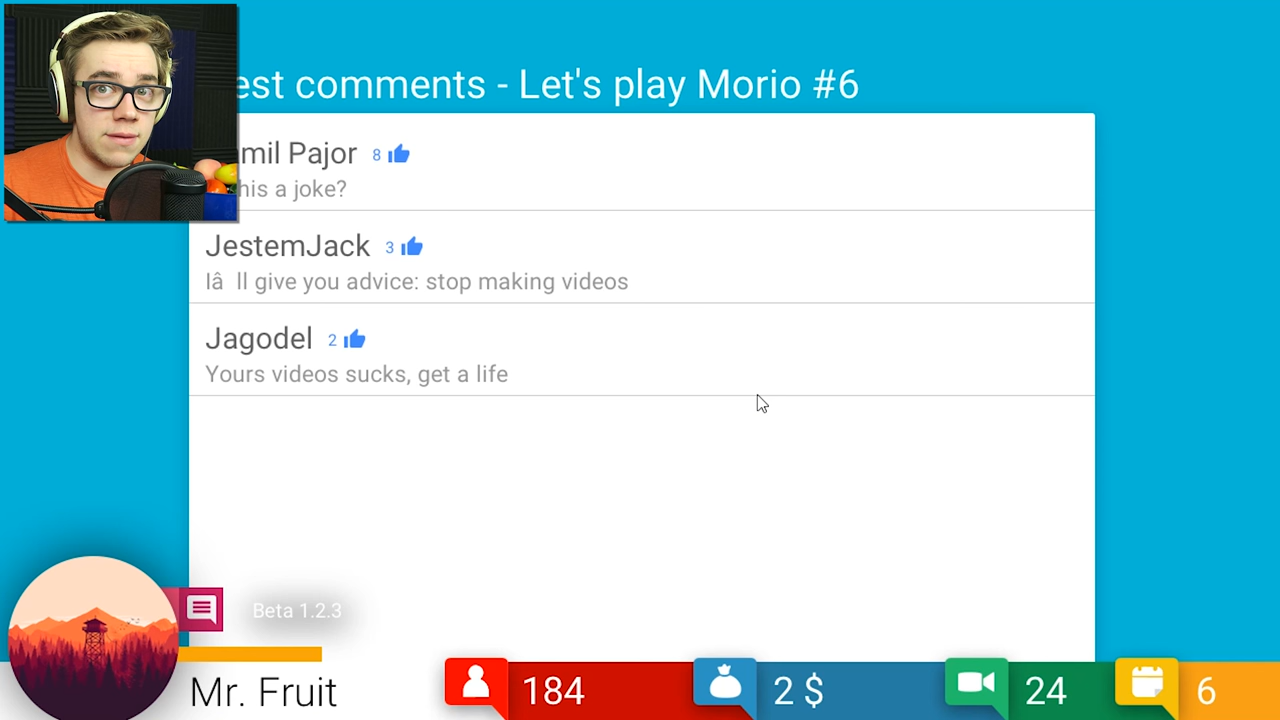 est comments - Let's play Morio #6
mil Pajor 8
his a joke?
JestemJack 3
Iâ ll give you advice: stop making videos
Jagodel 2
Yours videos sucks, get a life
Beta 1.2.3
Mr. Fruit 184 2 $ 24 6